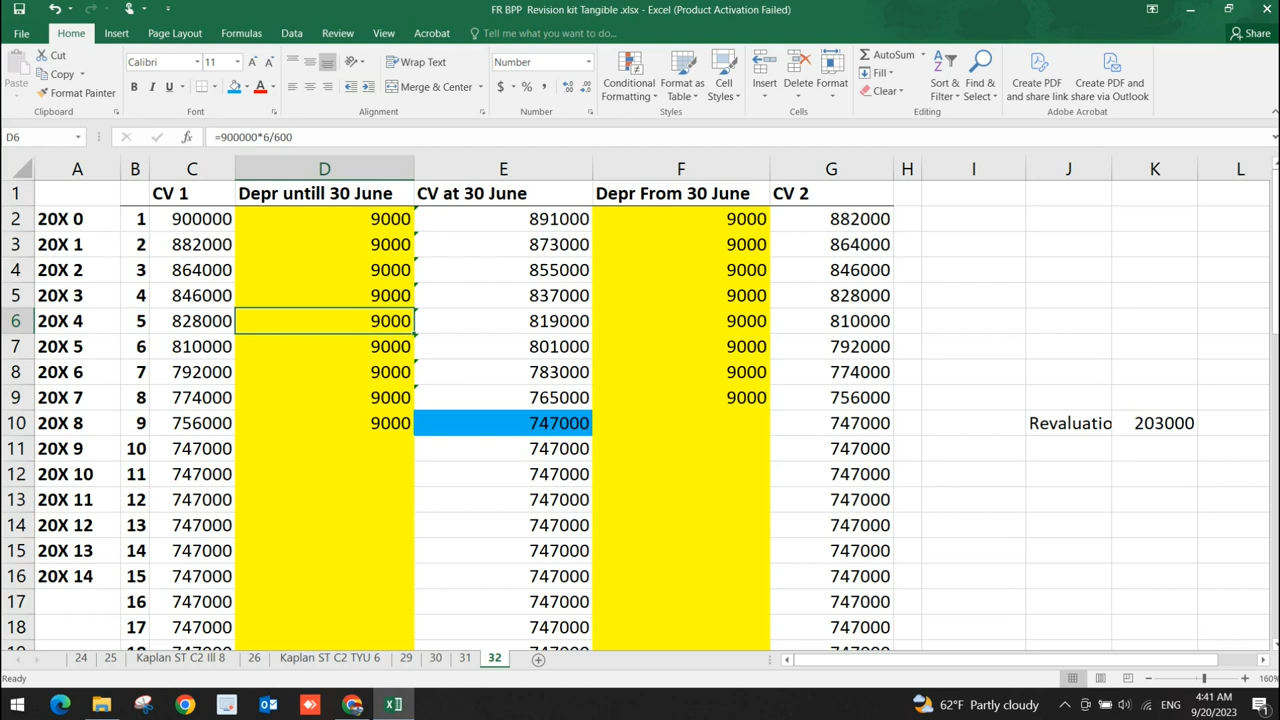 FR BPP Revision kit Tangible .xlsx - Excel (Product Activation Failed)
File Home Insert Page Layout Formulas Data Review View Acrobat Tell me what you want to do... Share
Paste Cut Copy Format Painter Clipboard
Calibri 11 A A B I U A Font
Wrap Text Merge & Center Alignment
Number $ % , Number
Conditional Formatting Format as Table Cell Styles Styles
Insert Delete Format Cells
AutoSum Fill Clear Sort & Filter Find & Select Editing
Create PDF and share link Create PDF and share via Outlook Adobe Acrobat
D6 fx =900000*6/600
A B C D E F G H I J K L
1 CV 1 Depr untill 30 June CV at 30 June Depr From 30 June CV 2
2 20X 0 1 900000 9000 891000 9000 882000
3 20X 1 2 882000 9000 873000 9000 864000
4 20X 2 3 864000 9000 855000 9000 846000
5 20X 3 4 846000 9000 837000 9000 828000
6 20X 4 5 828000 9000 819000 9000 810000
7 20X 5 6 810000 9000 801000 9000 792000
8 20X 6 7 792000 9000 783000 9000 774000
9 20X 7 8 774000 9000 765000 9000 756000
10 20X 8 9 756000 9000 747000 747000 Revaluatio 203000
11 20X 9 10 747000 747000 747000
12 20X 10 11 747000 747000 747000
13 20X 11 12 747000 747000 747000
14 20X 12 13 747000 747000 747000
15 20X 13 14 747000 747000 747000
16 20X 14 15 747000 747000 747000
17 16 747000 747000 747000
18 17 747000 747000 747000
24 25 Kaplan ST C2 Ill 8 26 Kaplan ST C2 TYU 6 29 30 31 32
Ready 160%
62°F Partly cloudy ENG 4:41 AM
9/20/2023